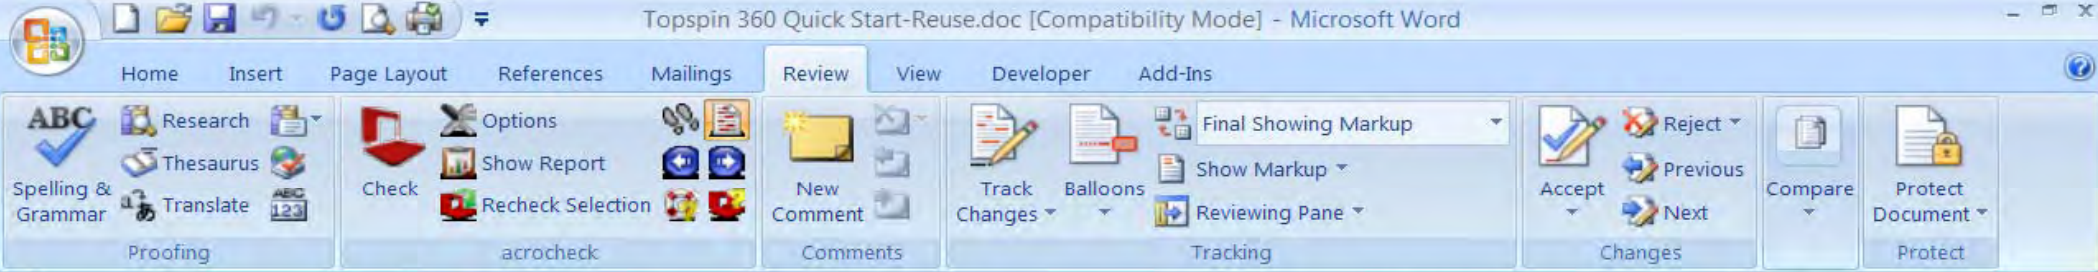 Topspin 360 Quick Start-Reuse.doc [Compatibility Mode] - Microsoft Word
Home Insert Page Layout References Mailings Review View Developer Add-Ins
ABC
Spelling &
Grammar
Research
Thesaurus
Translate
ABC
123
Proofing
Check
Options
Show Report
Recheck Selection
acrocheck
New
Comment
Comments
Track
Changes
Balloons
Final Showing Markup
Show Markup
Reviewing Pane
Tracking
Accept
Reject
Previous
Next
Changes
Compare
Protect
Document
Protect